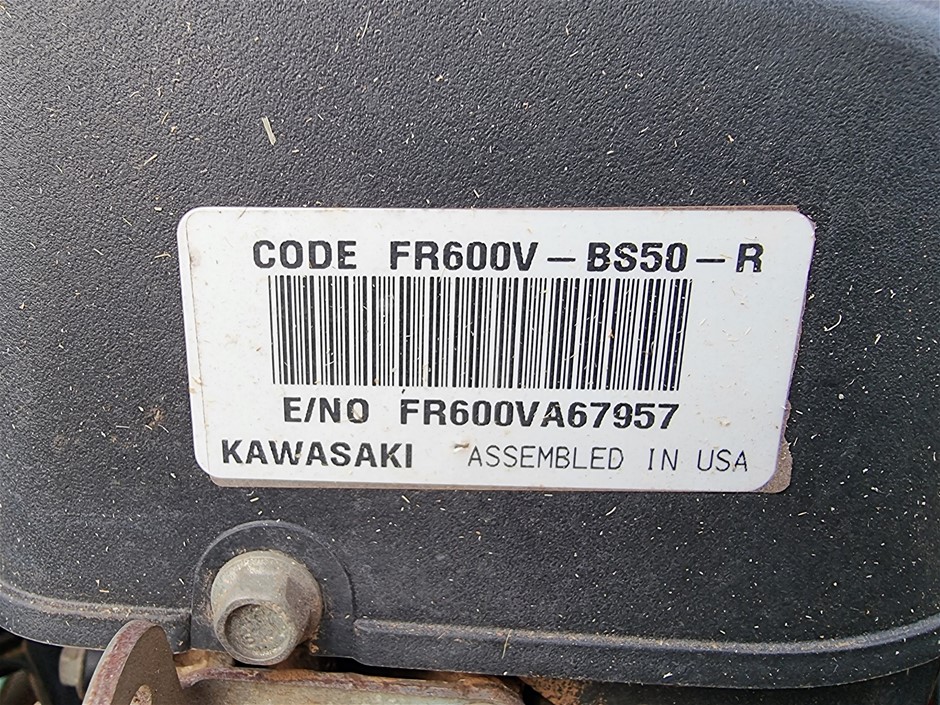 CODE FR600V-BS50-R
E/NO FR600VA67957
KAWASAKI ASSEMBLED IN USA